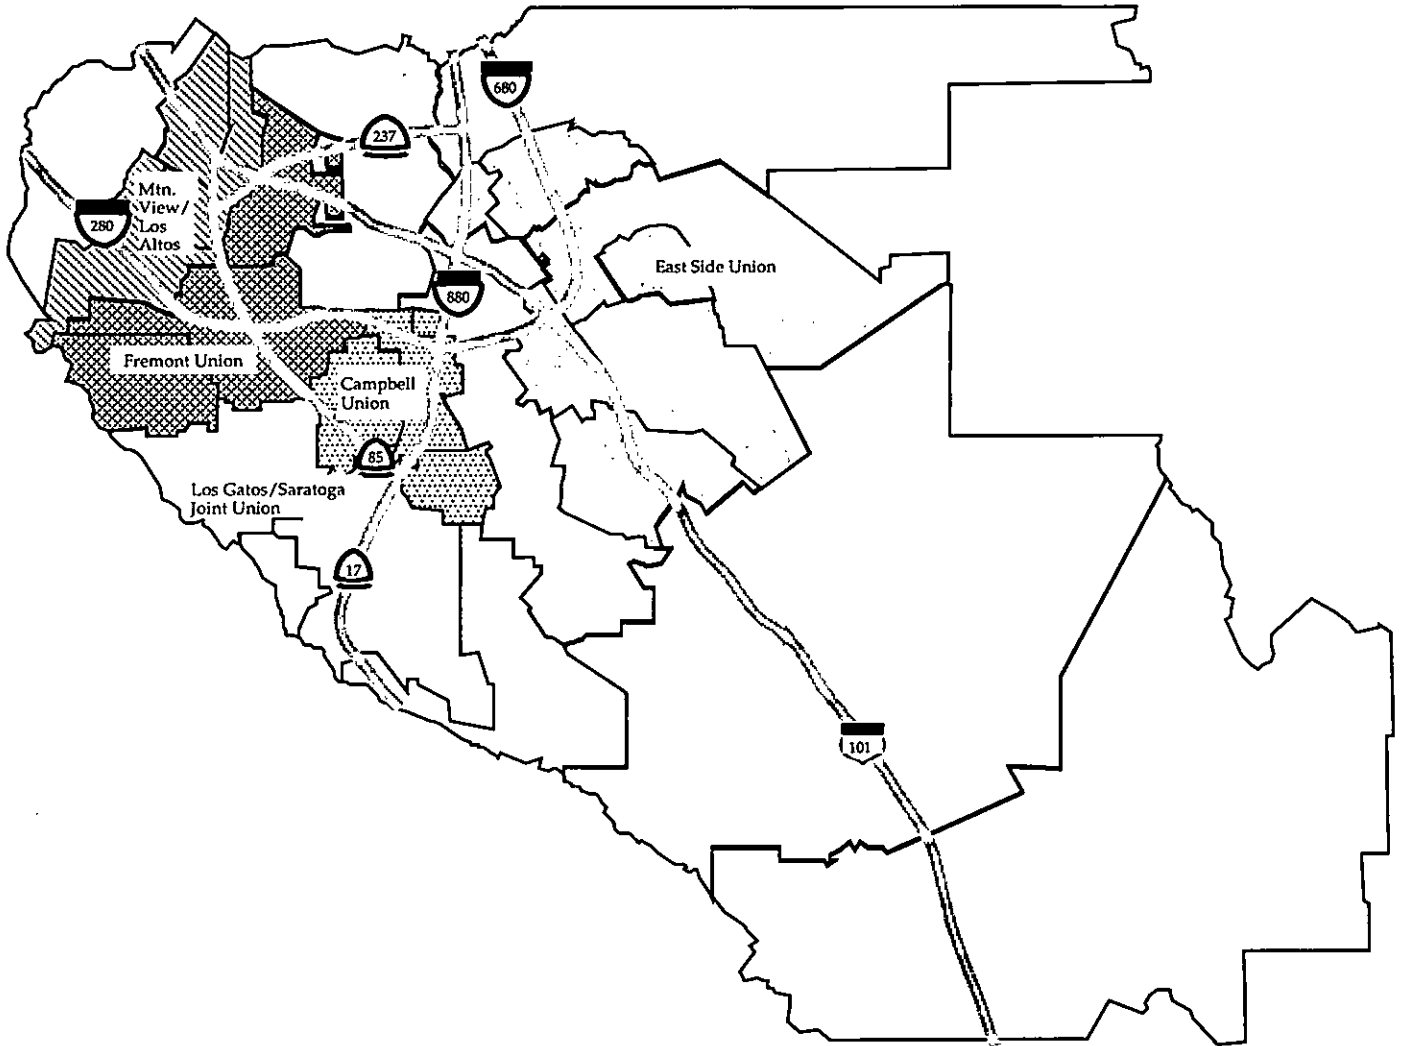 680
237
Mtn.
View/
Los
Altos
280
East Side Union
880
Fremont Union
Campbell
Union
85
Los Gatos/Saratoga
Joint Union
17
101